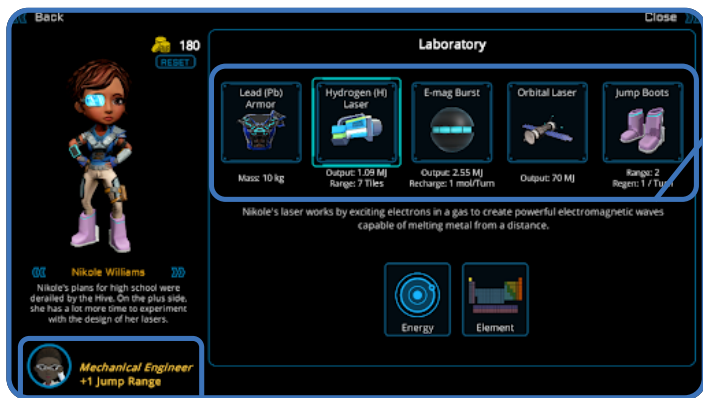 Back
Close
180
RESET
Laboratory
Lead (Pb)
Armor
Mass: 10 kg
Hydrogen (H)
Laser
Output: 1.09 MJ
Range: 7 Tiles
E-mag Burst
Output: 2.55 MJ
Recharge: 1 mol/Turn
Orbital Laser
Output: 70 MJ
Jump Boots
Range: 2
Regen: 1 / Turn
Nikole's laser works by exciting electrons in a gas to create powerful electromagnetic waves
capable of melting metal from a distance.
Energy
Element
Nikole Williams
Nikole's plans for high school were
derailed by the Hive. On the plus side,
she has a lot more time to experiment
with the design of her lasers.
Mechanical Engineer
+1 Jump Range